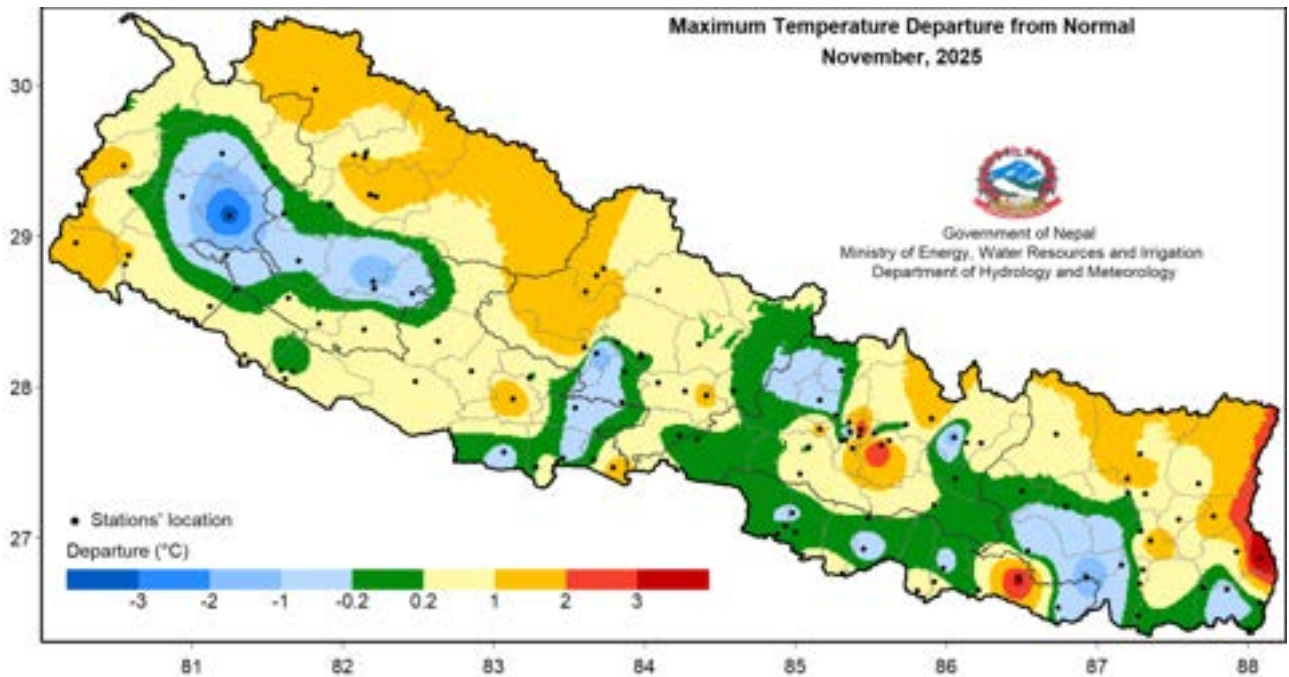 Maximum Temperature Departure from Normal
November, 2025
Government of Nepal
Ministry of Energy, Water Resources and Irrigation
Department of Hydrology and Meteorology
30
29
28
27
Stations' location
Departure (°C)
-3 -2 -1 -0.2 0.2 1 2 3
81 82 83 84 85 86 87 88